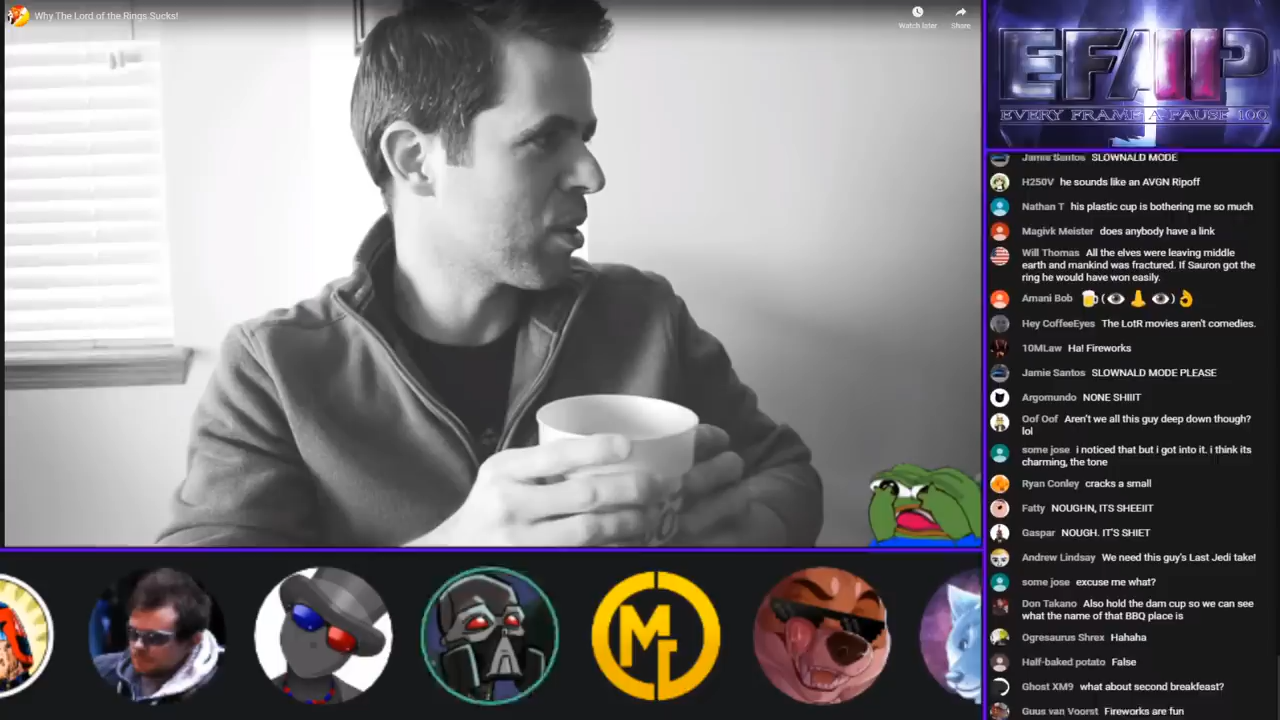 Why The Lord of the Rings Sucks!
Watch later
Share
EFAP
EVERY FRAME A PAUSE 100
Jamie Santos SLOWNALD MODE
H250V he sounds like an AVGN Ripoff
Nathan T his plastic cup is bothering me so much
Magivk Meister does anybody have a link
Will Thomas All the elves were leaving middle
earth and mankind was fractured. If Sauron got the
ring he would have won easily.
Amani Bob 🍺(👁👃👁)👌
Hey CoffeeEyes The LotR movies aren't comedies.
10MLaw Ha! Fireworks
Jamie Santos SLOWNALD MODE PLEASE
Argomundo NONE SHIIIT
Oof Oof Aren't we all this guy deep down though?
lol
some jose i noticed that but i got into it. i think its
charming, the tone
Ryan Conley cracks a small
Fatty NOUGHN, ITS SHEEIIT
Gaspar NOUGH. IT'S SHIET
Andrew Lindsay We need this guy's Last Jedi take!
some jose excuse me what?
Don Takano Also hold the dam cup so we can see
what the name of that BBQ place is
Ogresaurus Shrex Hahaha
Half-baked potato False
Ghost XM9 what about second breakfeast?
Guus van Voorst Fireworks are fun